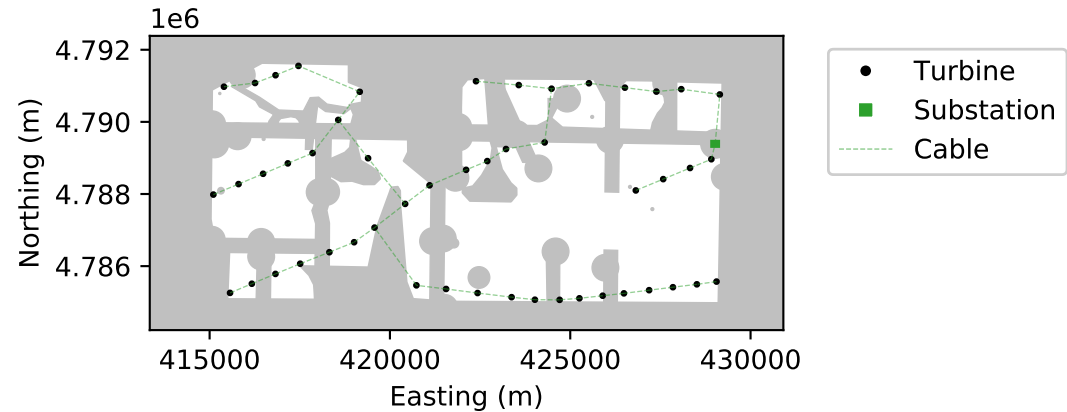 1e6
4.792
4.790
4.788
4.786
Northing (m)
415000 420000 425000 430000
Easting (m)
Turbine
Substation
Cable